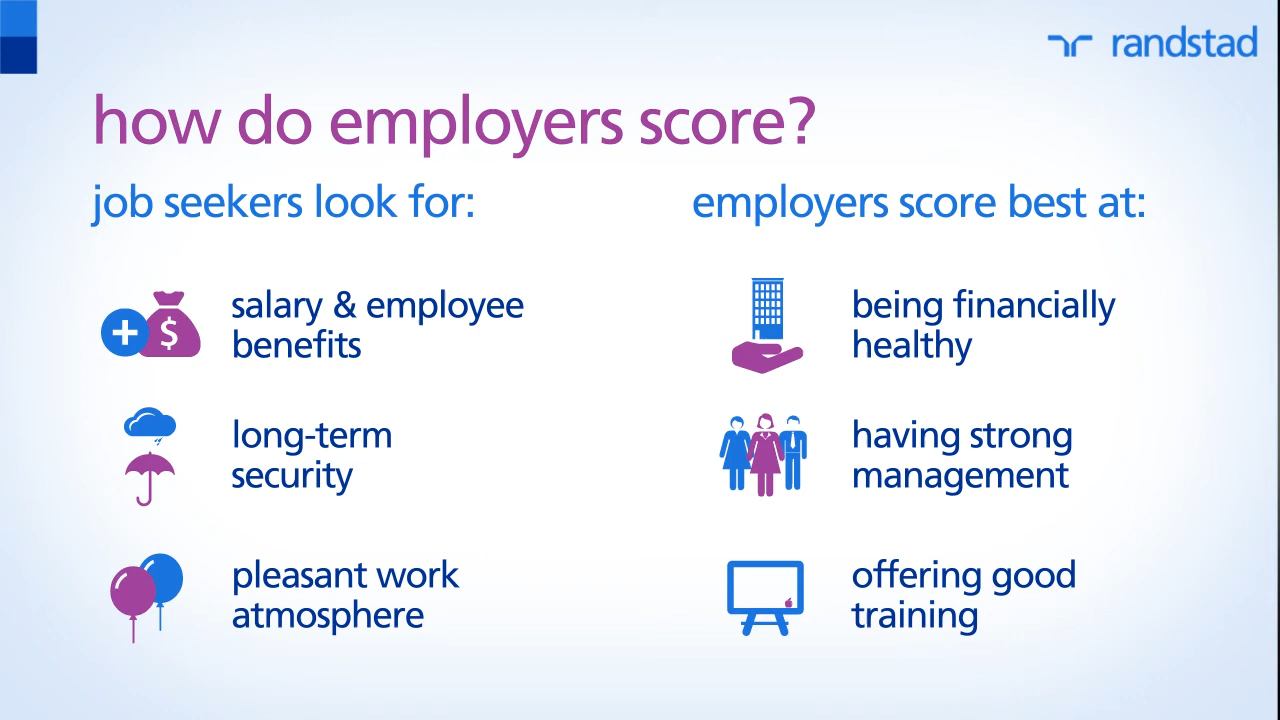 randstad
how do employers score?
job seekers look for:
salary & employee
benefits
long-term
security
pleasant work
atmosphere
employers score best at:
being financially
healthy
having strong
management
offering good
training